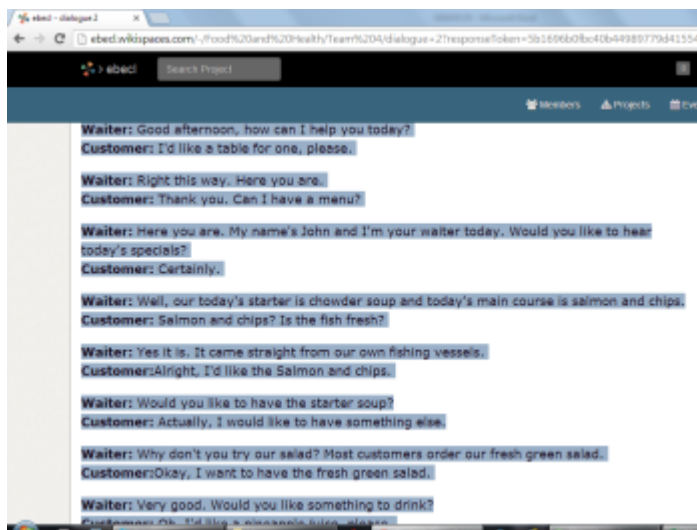 ebecl - dialogue 2
ebecl.wikispaces.com/-/Food%20and%20Health/Team%204/dialogue+2?responseToken=
ebecl
Search Project
Members Projects
Waiter: Good afternoon, how can I help you today?
Customer: I'd like a table for one, please.
Waiter: Right this way. Here you are.
Customer: Thank you. Can I have a menu?
Waiter: Here you are. My name's John and I'm your waiter today. Would you like to hear
today's specials?
Customer: Certainly.
Waiter: Well, our today's starter is chowder soup and today's main course is salmon and chips.
Customer: Salmon and chips? Is the fish fresh?
Waiter: Yes it is. It came straight from our own fishing vessels.
Customer:Alright, I'd like the Salmon and chips.
Waiter: Would you like to have the starter soup?
Customer: Actually, I would like to have something else.
Waiter: Why don't you try our salad? Most customers order our fresh green salad.
Customer:Okay, I want to have the fresh green salad.
Waiter: Very good. Would you like something to drink?
Customer: Oh, I'd like a pineapple juice, please.